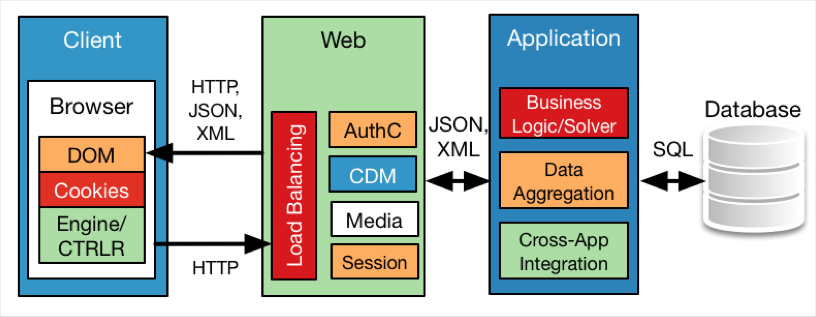 Client
Browser
DOM
Cookies
Engine/
CTRLR
HTTP,
JSON,
XML
HTTP
Web
Load Balancing
AuthC
CDM
Media
Session
JSON,
XML
Application
Business
Logic/Solver
Data
Aggregation
Cross-App
Integration
SQL
Database